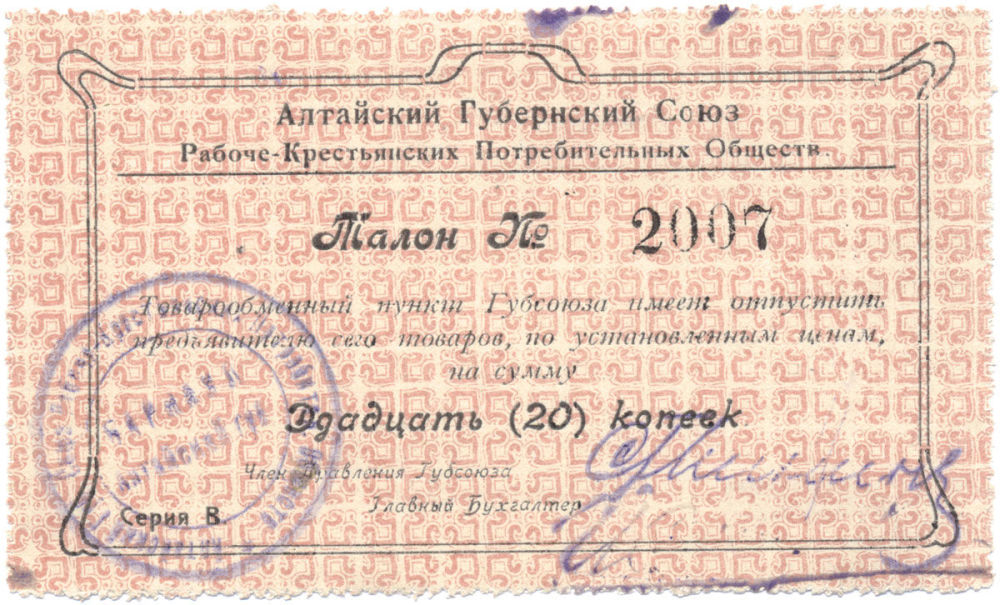 Алтайский Губернский Союз
Рабоче-Крестьянских Потребительных Обществ.
Талон № 2007
Товарообменный пункт Губсоюза имеет отпустить
предъявителю сего товаров, по установленным ценам,
на сумму
Вдадцать (20) копеек
Член Правления Губсоюза
Главный Бухгалтер
Серия В.